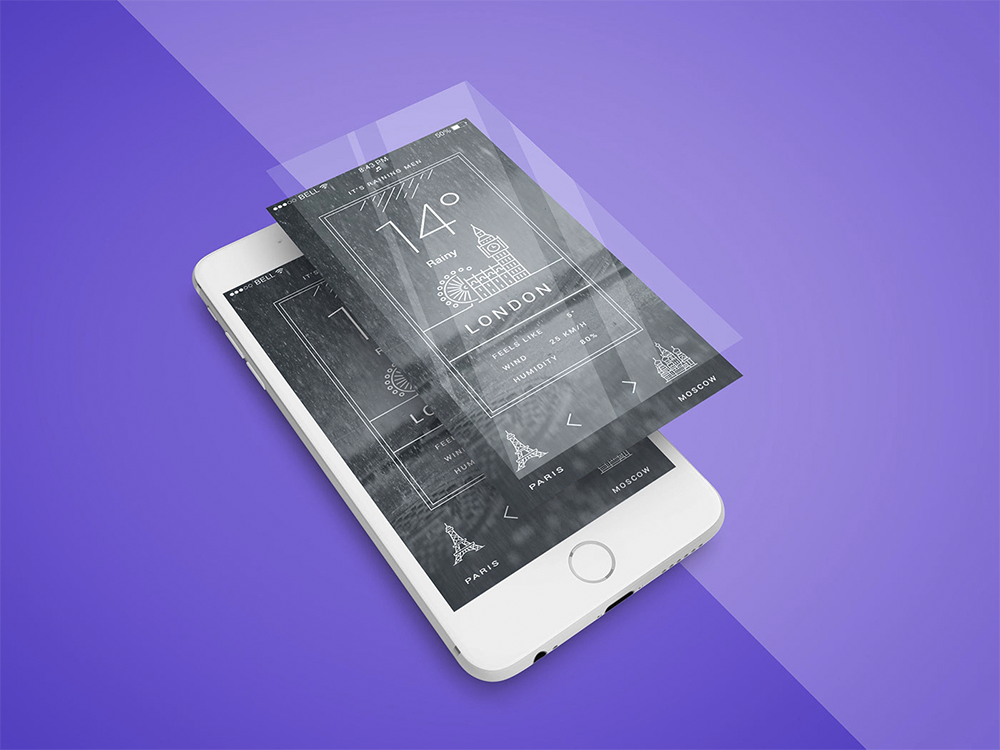 BELL
8:43 PM
50%
IT'S RAINING MEN
14°
Rainy
LONDON
FEELS LIKE 5°
WIND 25 KM/H
HUMIDITY 80%
PARIS
MOSCOW
BELL
IT'S
1
R
LO
FEEL
WIN
HUM
PARIS
MOSCOW